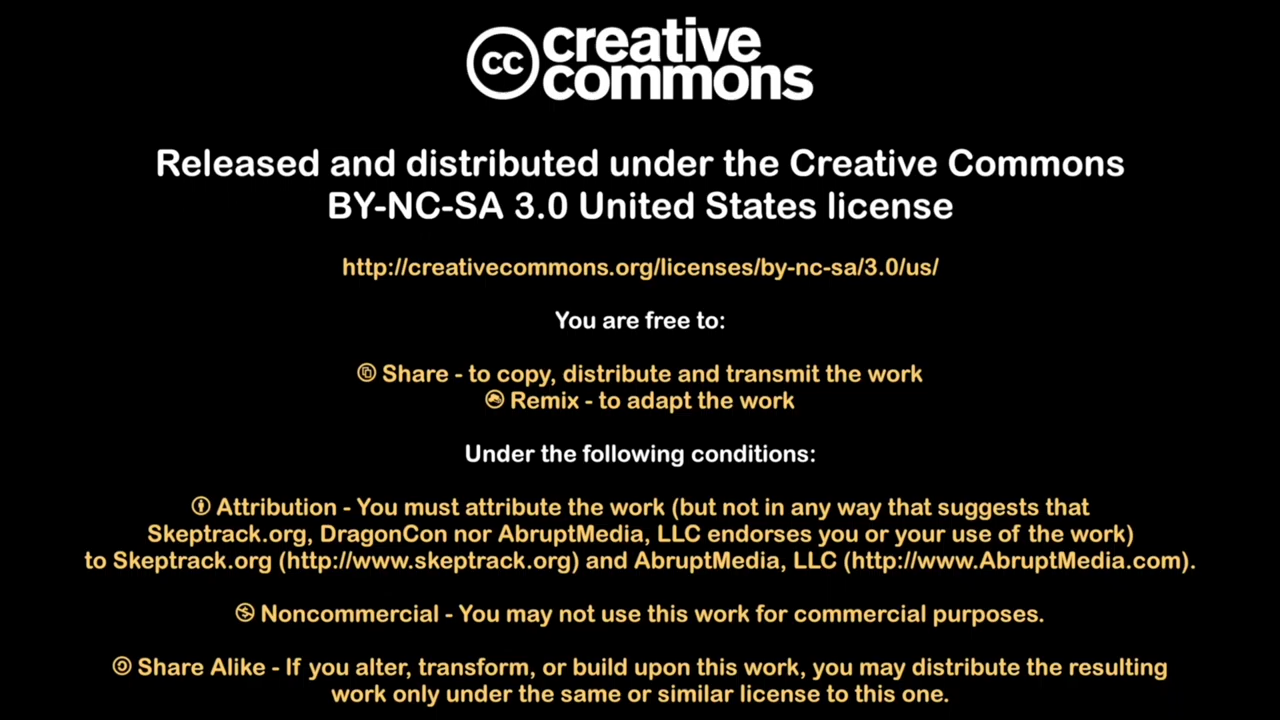 cc creative
commons
Released and distributed under the Creative Commons
BY-NC-SA 3.0 United States license
http://creativecommons.org/licenses/by-nc-sa/3.0/us/
You are free to:
Share - to copy, distribute and transmit the work
Remix - to adapt the work
Under the following conditions:
Attribution - You must attribute the work (but not in any way that suggests that
Skeptrack.org, DragonCon nor AbruptMedia, LLC endorses you or your use of the work)
to Skeptrack.org (http://www.skeptrack.org) and AbruptMedia, LLC (http://www.AbruptMedia.com).
Noncommercial - You may not use this work for commercial purposes.
Share Alike - If you alter, transform, or build upon this work, you may distribute the resulting
work only under the same or similar license to this one.